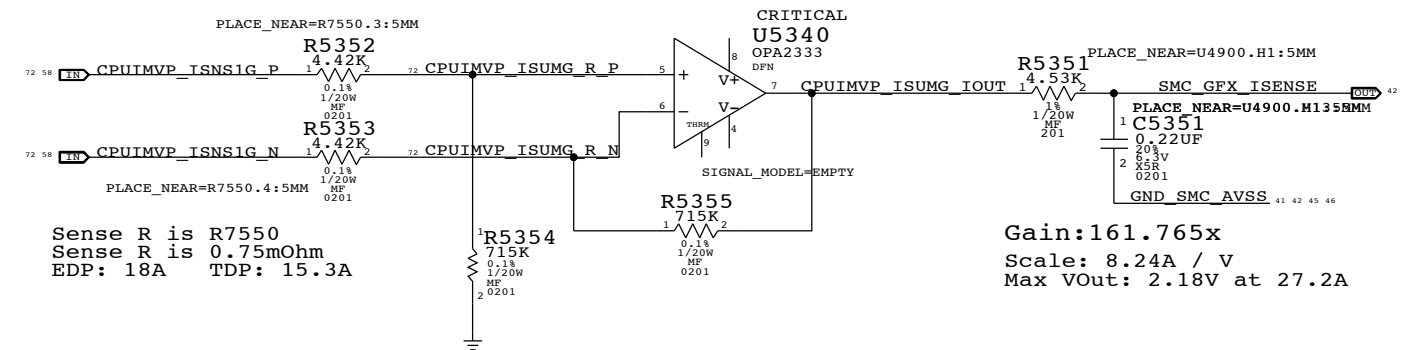 CRITICAL
PLACE_NEAR=R7550.3:5MM
U5340
OPA2333
DFN
R5352
4.42K
72 58 IN CPUIMVP_ISNS1G_P 1 2 72 CPUIMVP_ISUMG_R_P 5 + 8 V+
0.1%
1/20W
MF
0201
R5353
4.42K
72 58 IN CPUIMVP_ISNS1G_N 1 2 72 CPUIMVP_ISUMG_R_N 6 - V- 4
THRM
9
0.1%
1/20W
MF
0201
PLACE_NEAR=R7550.4:5MM
SIGNAL_MODEL=EMPTY
7 CPUIMVP_ISUMG_IOUT
PLACE_NEAR=U4900.H1:5MM
R5351
4.53K
1 2 SMC_GFX_ISENSE OUT 42
1%
1/20W
MF
201
1 C5351
0.22UF
20%
6.3V
2 X5R
0201
GND_SMC_AVSS 41 42 45 46
R5355
715K
1 2
0.1%
1/20W
MF
0201
1 R5354
715K
0.1%
1/20W
MF
2 0201
Sense R is R7550
Sense R is 0.75mOhm
EDP: 18A TDP: 15.3A
Gain:161.765x
Scale: 8.24A / V
Max VOut: 2.18V at 27.2A